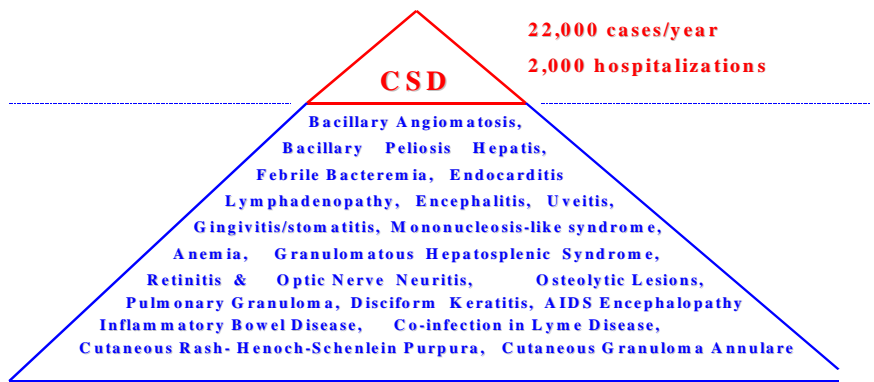 22,000 cases/year
2,000 hospitalizations
CSD
Bacillary Angiomatosis,
Bacillary Peliosis Hepatis,
Febrile Bacteremia, Endocarditis
Lymphadenopathy, Encephalitis, Uveitis,
Gingivitis/stomatitis, Mononucleosis-like syndrome,
Anemia, Granulomatous Hepatosplenic Syndrome,
Retinitis & Optic Nerve Neuritis, Osteolytic Lesions,
Pulmonary Granuloma, Disciform Keratitis, AIDS Encephalopathy
Inflammatory Bowel Disease, Co-infection in Lyme Disease,
Cutaneous Rash- Henoch-Schenlein Purpura, Cutaneous Granuloma Annulare